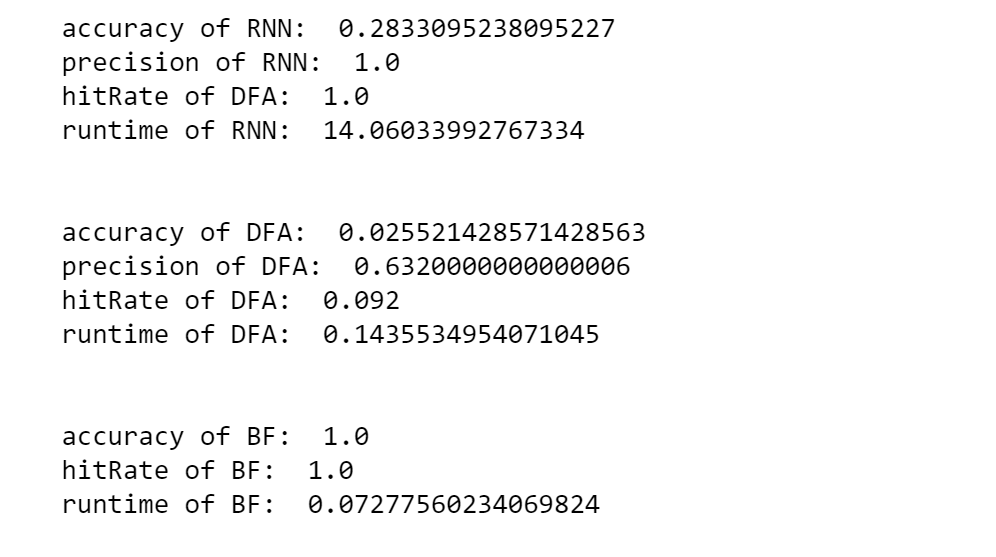 accuracy of RNN:  0.2833095238095227
precision of RNN:  1.0
hitRate of DFA:  1.0
runtime of RNN:  14.06033992767334
accuracy of DFA:  0.025521428571428563
precision of DFA:  0.6320000000000006
hitRate of DFA:  0.092
runtime of DFA:  0.1435534954071045
accuracy of BF:  1.0
hitRate of BF:  1.0
runtime of BF:  0.07277560234069824